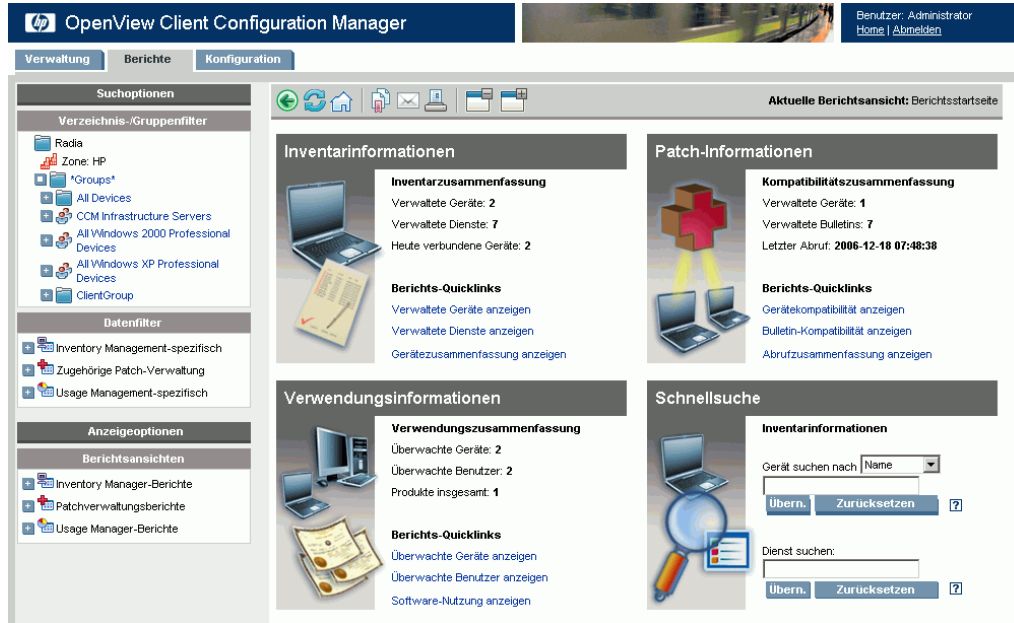 hp OpenView Client Configuration Manager
Benutzer: Administrator
Home | Abmelden
Verwaltung Berichte Konfiguration
Suchoptionen
Verzeichnis-/Gruppenfilter
Radia
Zone: HP
*Groups*
All Devices
CCM Infrastructure Servers
All Windows 2000 Professional
Devices
All Windows XP Professional
Devices
ClientGroup
Datenfilter
Inventory Management-spezifisch
Zugehörige Patch-Verwaltung
Usage Management-spezifisch
Anzeigeoptionen
Berichtsansichten
Inventory Manager-Berichte
Patchverwaltungsberichte
Usage Manager-Berichte
Aktuelle Berichtsansicht: Berichtsstartseite
Inventarinformationen
Inventarzusammenfassung
Verwaltete Geräte: 2
Verwaltete Dienste: 7
Heute verbundene Geräte: 2
Berichts-Quicklinks
Verwaltete Geräte anzeigen
Verwaltete Dienste anzeigen
Gerätezusammenfassung anzeigen
Patch-Informationen
Kompatibilitätszusammenfassung
Verwaltete Geräte: 1
Verwaltete Bulletins: 7
Letzter Abruf: 2006-12-18 07:48:38
Berichts-Quicklinks
Gerätekompatibilität anzeigen
Bulletin-Kompatibilität anzeigen
Abrufzusammenfassung anzeigen
Verwendungsinformationen
Verwendungszusammenfassung
Überwachte Geräte: 2
Überwachte Benutzer: 2
Produkte insgesamt: 1
Berichts-Quicklinks
Überwachte Geräte anzeigen
Überwachte Benutzer anzeigen
Software-Nutzung anzeigen
Schnellsuche
Inventarinformationen
Gerät suchen nach Name
Übern. Zurücksetzen ?
Dienst suchen:
Übern. Zurücksetzen ?